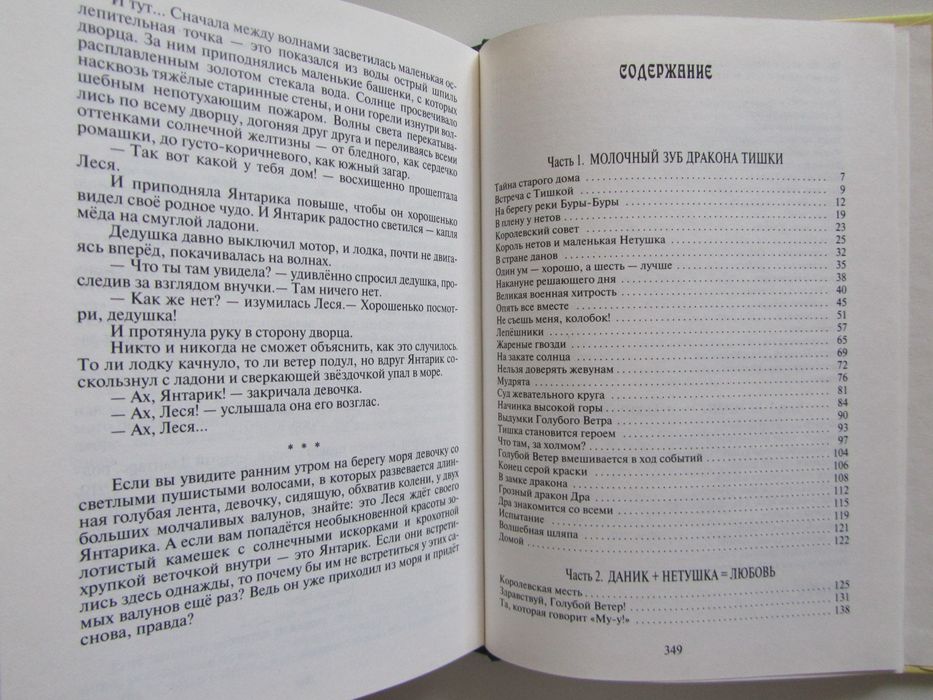 И тут... Сначала между волнами засветилась маленькая ос-
лепительная точка — это показался из воды острый шпиль
дворца. За ним приподнялись маленькие башенки, с которых
расплавленным золотом стекала вода. Солнце просвечивало
насквозь тяжёлые старинные стены, и они горели изнутри вол-
шебным непотухающим пожаром. Волны света перекатыва-
лись по всему дворцу, догоняя друг друга и переливаясь всеми
оттенками солнечной желтизны — от бледного, как сердечко
ромашки, до густо-коричневого, как южный загар.
— Так вот какой у тебя дом! — восхищенно прошептала
Леся.
И приподняла Янтарика повыше, чтобы он хорошенько
видел своё родное чудо. И Янтарик радостно светился — капля
мёда на смуглой ладони.
Дедушка давно выключил мотор, и лодка, почти не двига-
ясь вперёд, покачивалась на волнах.
— Что ты там увидела? — удивлённо спросил дедушка, про-
следив за взглядом внучки.— Там ничего нет.
— Как же нет? — изумилась Леся.— Хорошенько посмот-
ри, дедушка!
И протянула руку в сторону дворца.
Никто и никогда не сможет объяснить, как это случилось.
То ли лодку качнуло, то ли ветер подул, но вдруг Янтарик со-
скользнул с ладони и сверкающей звёздочкой упал в море.
— Ах, Янтарик! — закричала девочка.
— Ах, Леся! — услышала она его возглас.
— Ах, Леся...
* * *
Если вы увидите ранним утром на берегу моря девочку со
светлыми пушистыми волосами, в которых развевается длин-
ная голубая лента, девочку, сидящую, обхватив колени, у двух
больших молчаливых валунов, знайте: это Леся ждёт своего
Янтарика. А если вам попадётся необыкновенной красоты зо-
лотистый камешек с солнечными искорками и крохотной
хрупкой веточкой внутри — это Янтарик. Если они встрети-
лись здесь однажды, то почему бы им не встретиться у этих са-
мых валунов ещё раз? Ведь он уже приходил из моря и придёт
снова, правда?
СОДЕРЖАНИЕ
Часть 1. МОЛОЧНЫЙ ЗУБ ДРАКОНА ТИШКИ
Тайна старого дома 7
Встреча с Тишкой 9
На берегу реки Буры-Буры 12
В плену у нетов 19
Королевский совет 23
Король нетов и маленькая Нетушка 25
В стране данов 32
Один ум — хорошо, а шесть — лучше 35
Накануне решающего дня 38
Великая военная хитрость 40
Опять все вместе 45
Не съешь меня, колобок! 51
Лепёшники 57
Жареные гвозди 65
На закате солнца 69
Нельзя доверять жевунам 72
Мудрята 76
Суд жевательного круга 81
Начинка высокой горы 84
Выдумки Голубого Ветра 90
Тишка становится героем 93
Что там, за холмом? 97
Голубой Ветер вмешивается в ход событий 104
Конец серой краски 106
В замке дракона 108
Грозный дракон Дра 112
Дра знакомится со всеми 115
Испытание 119
Волшебная шляпа 121
Домой 122
Часть 2. ДАНИК + НЕТУШКА = ЛЮБОВЬ
Королевская месть 125
Здравствуй, Голубой Ветер! 131
Та, которая говорит «Му-у!» 138
349